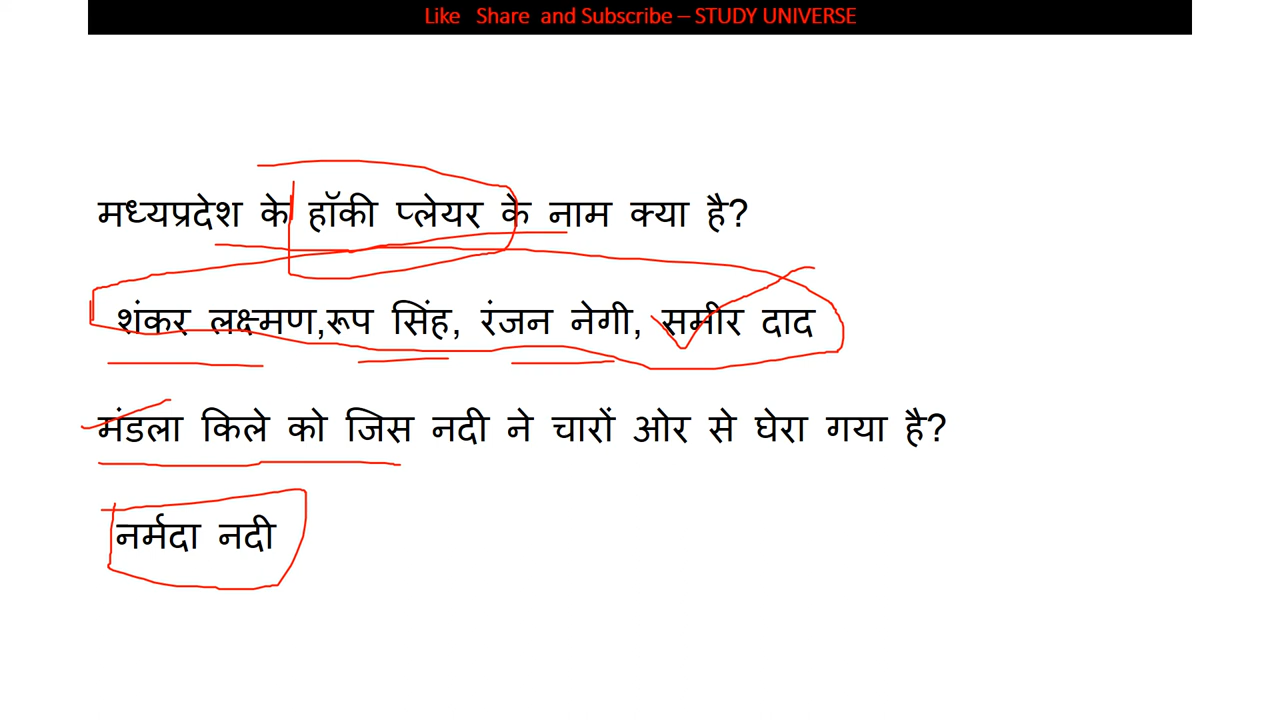 Like Share and Subscribe – STUDY UNIVERSE
मध्यप्रदेश के हॉकी प्लेयर के नाम क्या है?
शंकर लक्ष्मण,रूप सिंह, रंजन नेगी, समीर दाद
मंडला किले को जिस नदी ने चारों ओर से घेरा गया है?
नर्मदा नदी